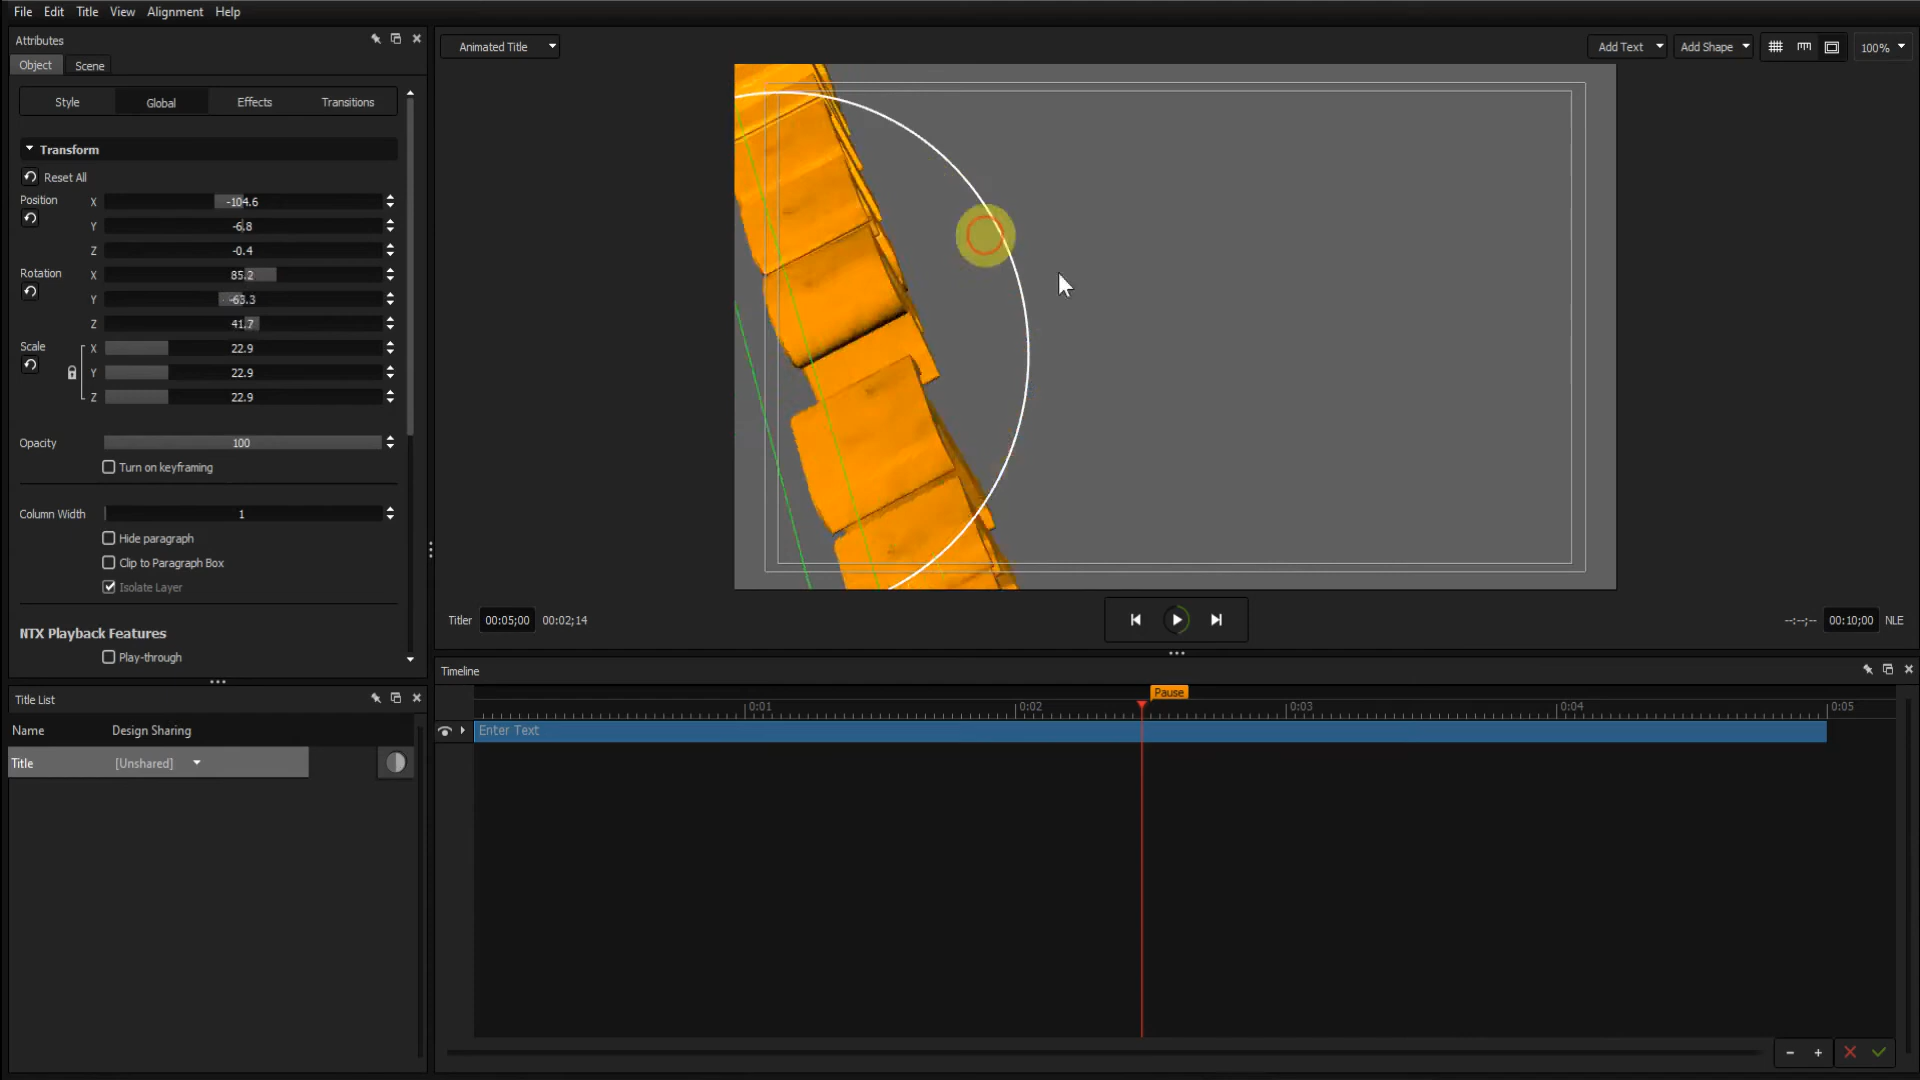 File Edit Title View Alignment Help
Attributes
Object Scene
Animated Title
Add Text Add Shape 100%
Style Global Effects Transitions
Transform
Reset All
Position X -104.6
Y -6.8
Z -0.4
Rotation X 85.2
Y -63.3
Z 41.7
Scale X 22.9
Y 22.9
Z 22.9
Opacity 100
Turn on keyframing
Column Width 1
Hide paragraph
Clip to Paragraph Box
Isolate Layer
NTX Playback Features
Play-through
Titler 00:05;00 00:02;14
--:--;-- 00:10;00 NLE
Timeline
Pause
0:01 0:02 0:03 0:04 0:05
Enter Text
Title List
Name Design Sharing
Title [Unshared]